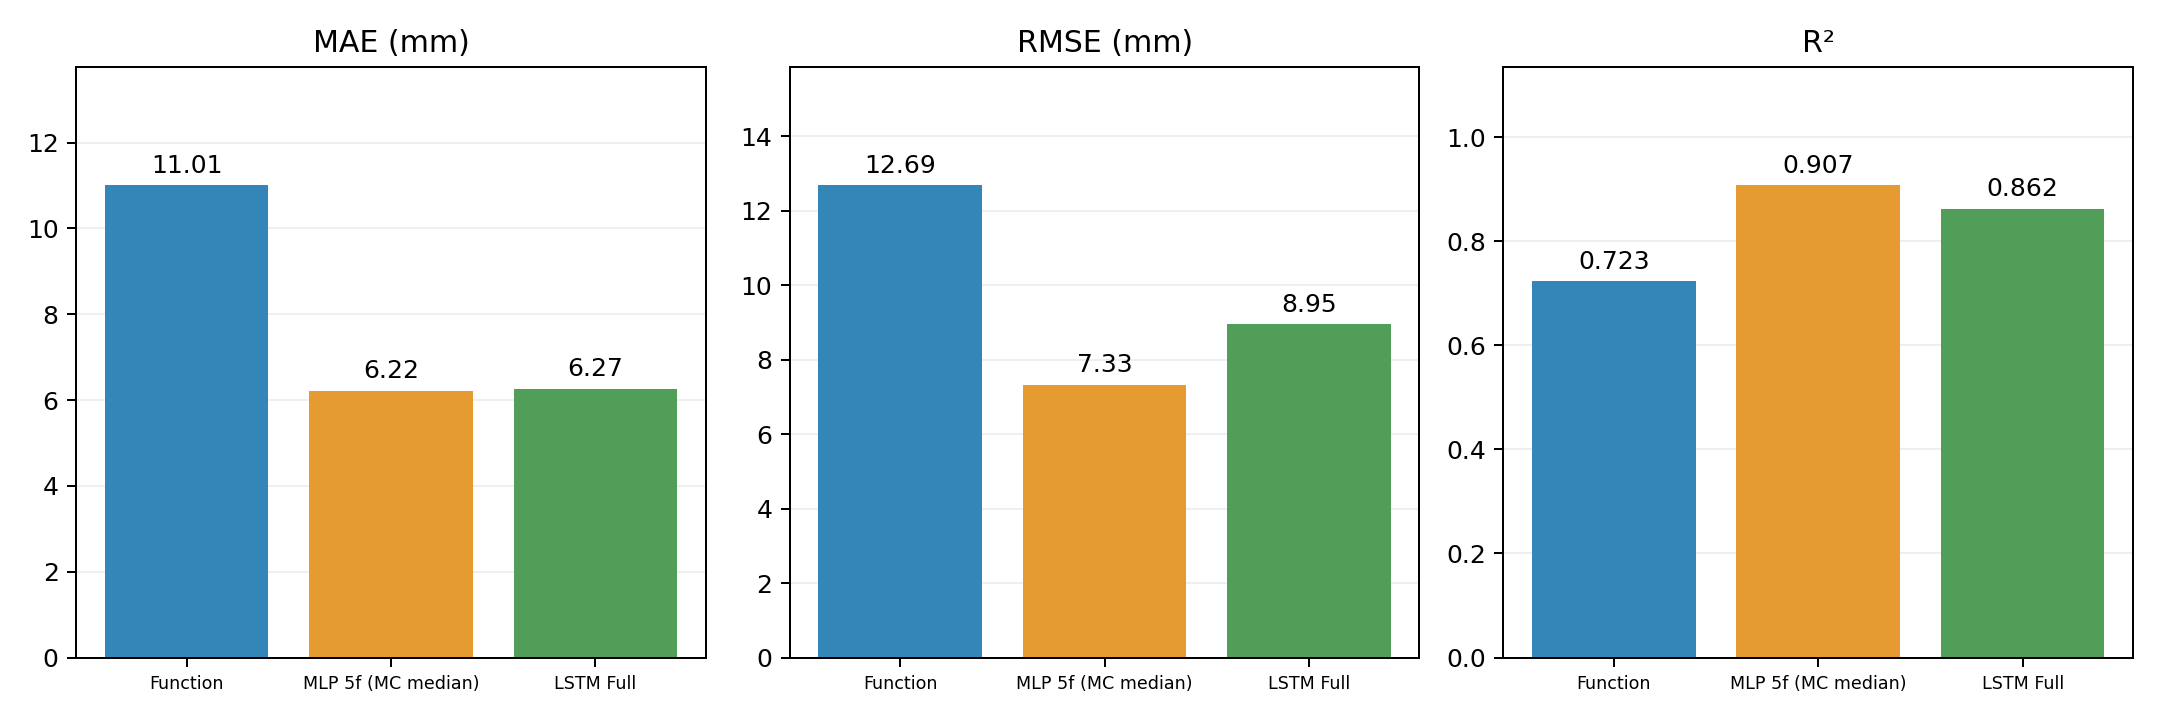 MAE (mm)
12
10
8
6
4
2
0
11.01
6.22
6.27
Function
MLP 5f (MC median)
LSTM Full
RMSE (mm)
14
12
10
8
6
4
2
0
12.69
7.33
8.95
Function
MLP 5f (MC median)
LSTM Full
R²
1.0
0.8
0.6
0.4
0.2
0.0
0.723
0.907
0.862
Function
MLP 5f (MC median)
LSTM Full